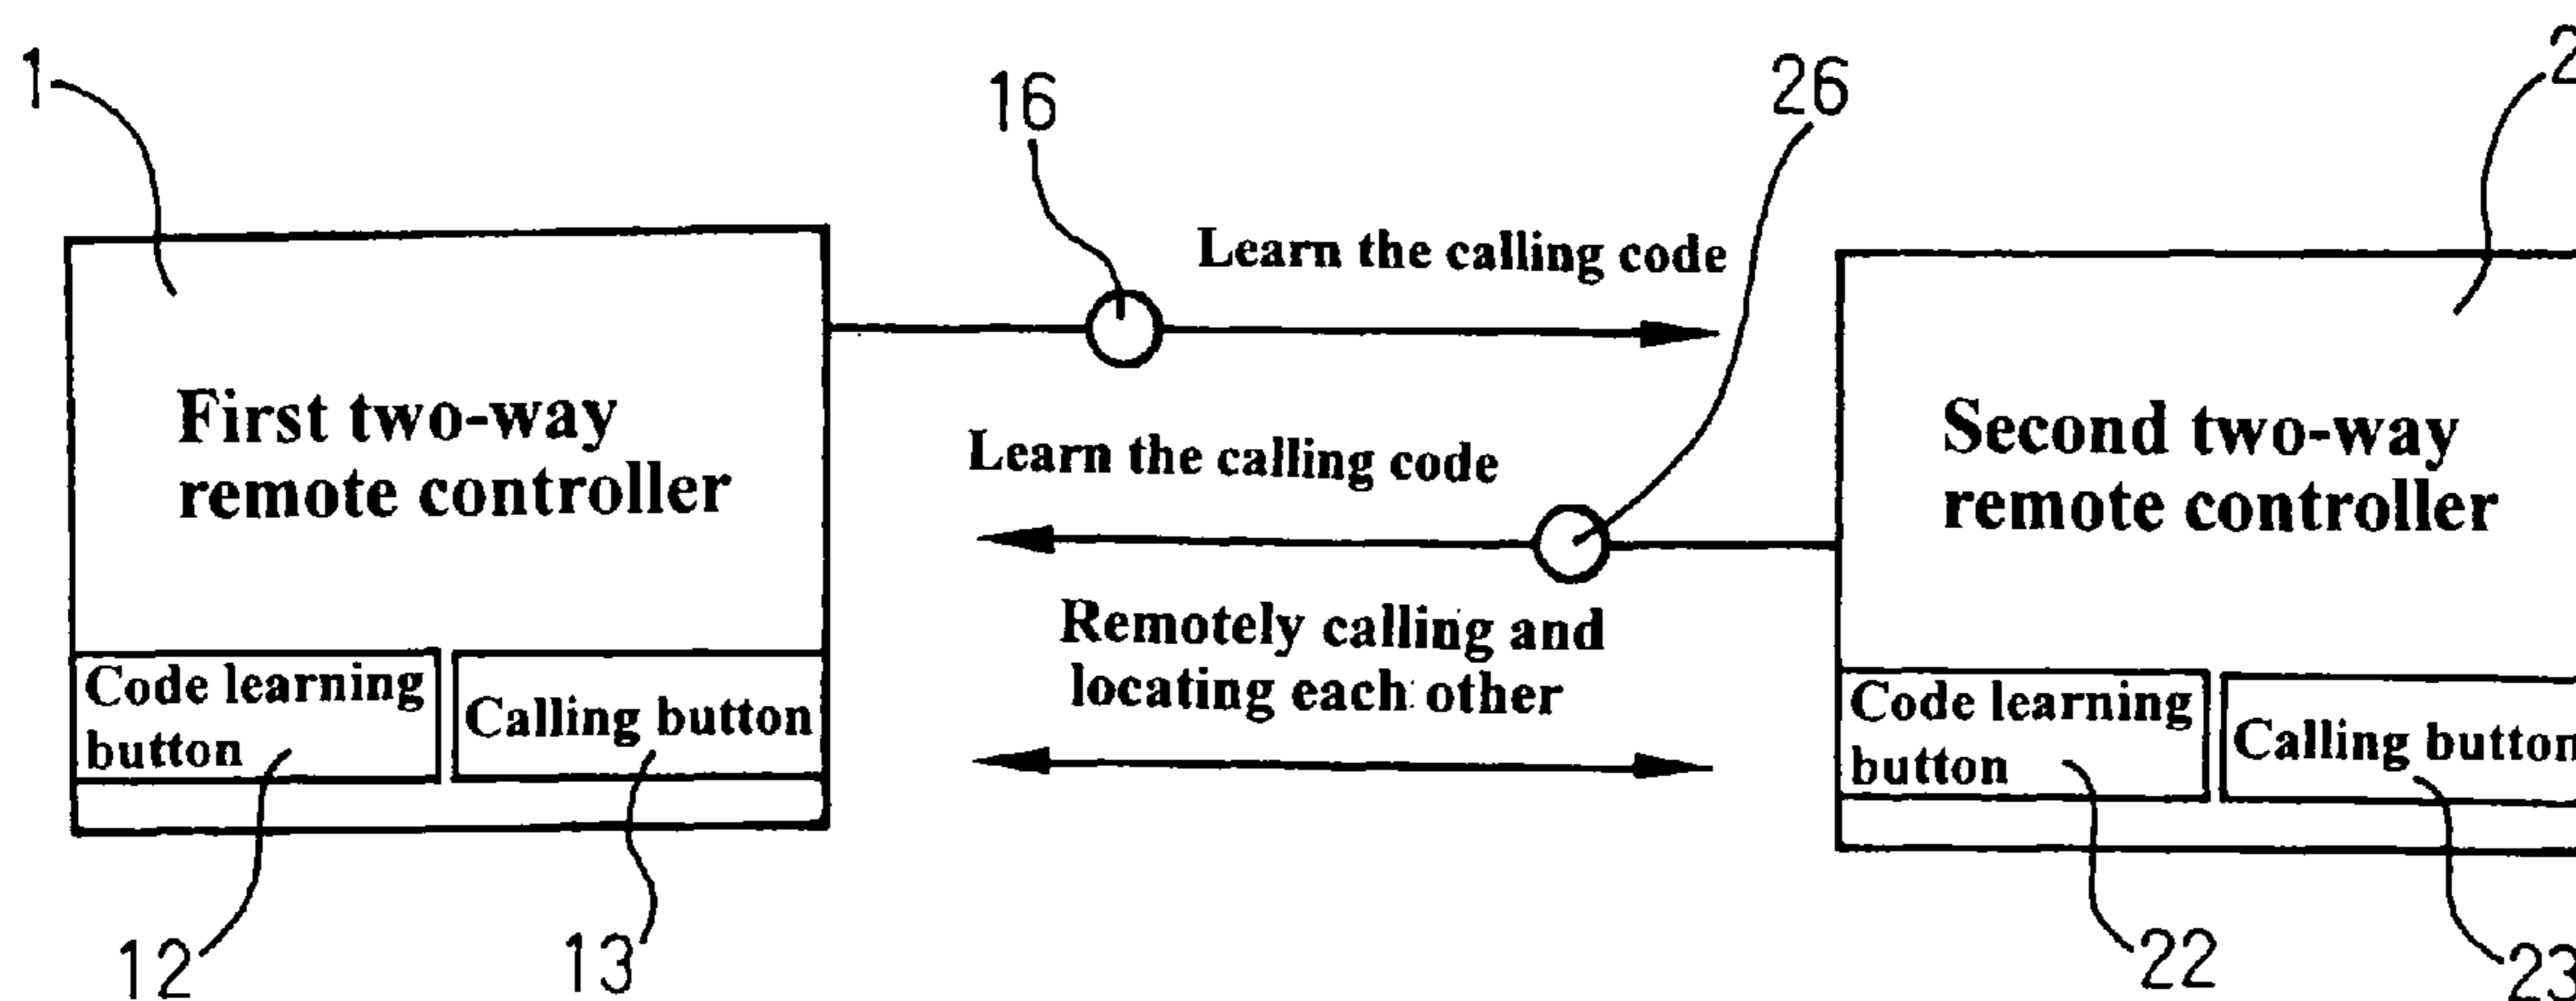 1
16
26
2
Learn the calling code
First two-way
remote controller
Learn the calling code
Second two-way
remote controller
Remotely calling and
locating each other
Code learning
button
Calling button
Code learning
button
Calling button
12
13
22
23